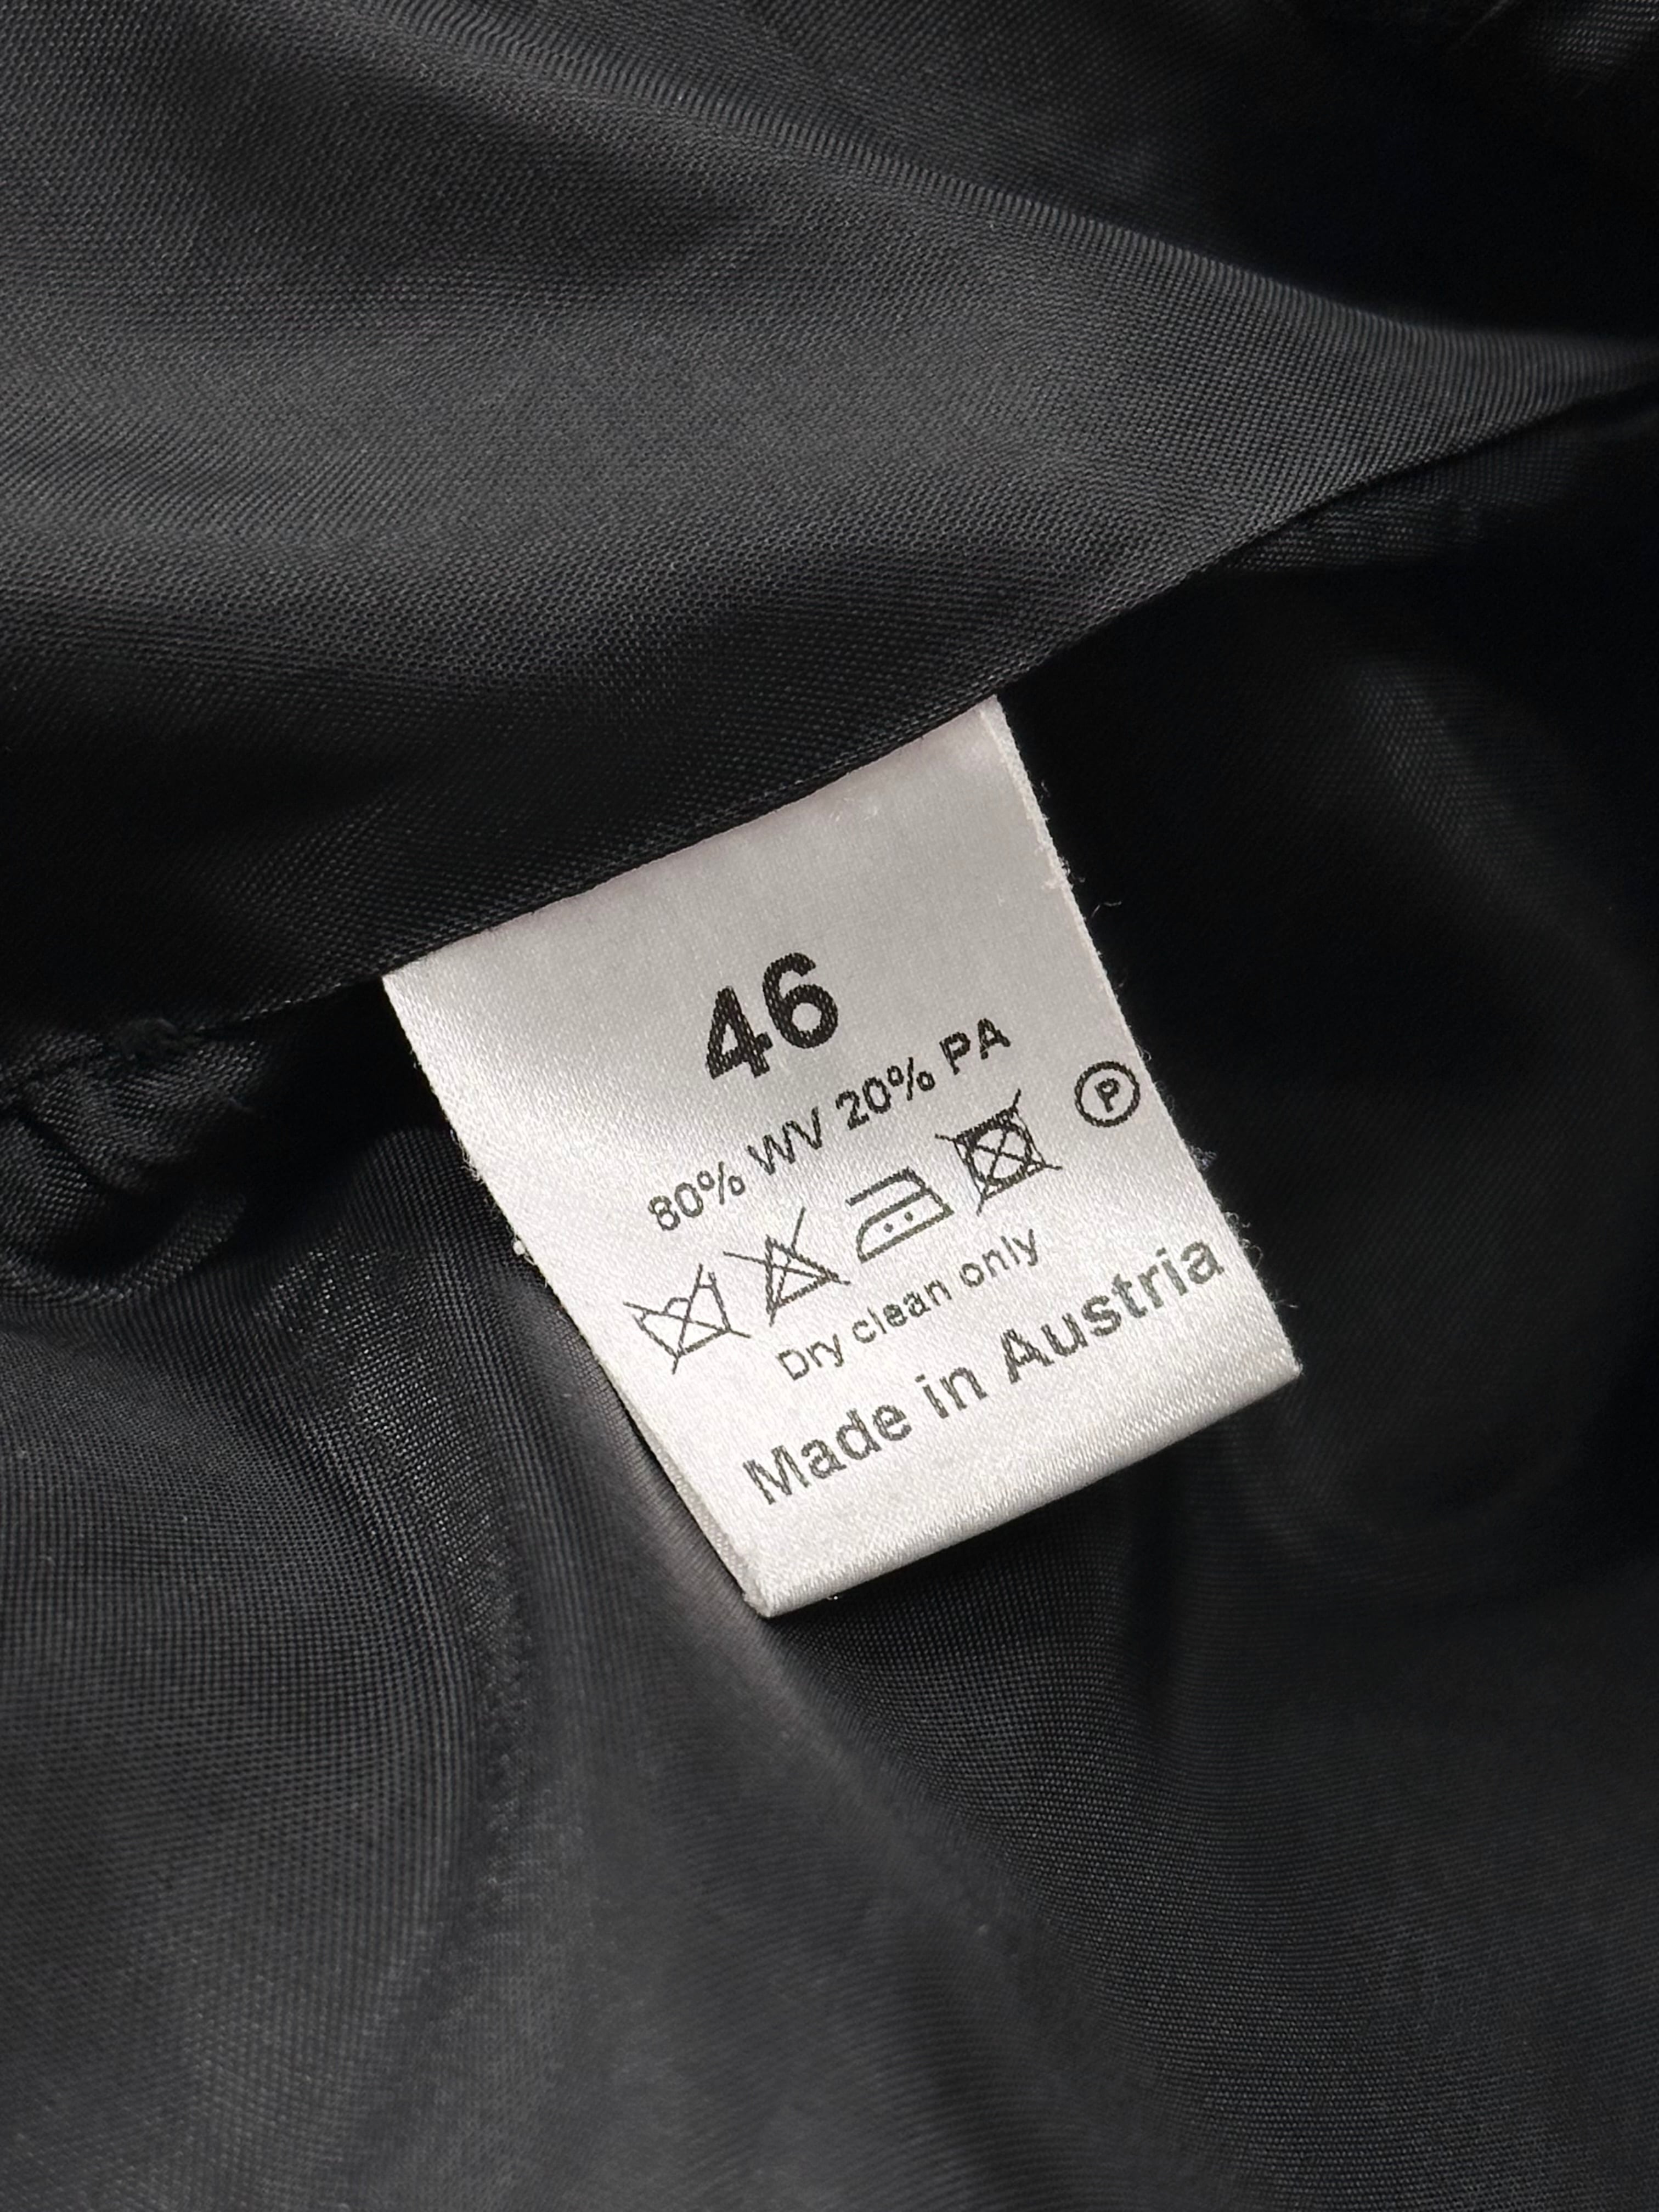 46
80% WV 20% PA
P
Dry clean only
Made in Austria